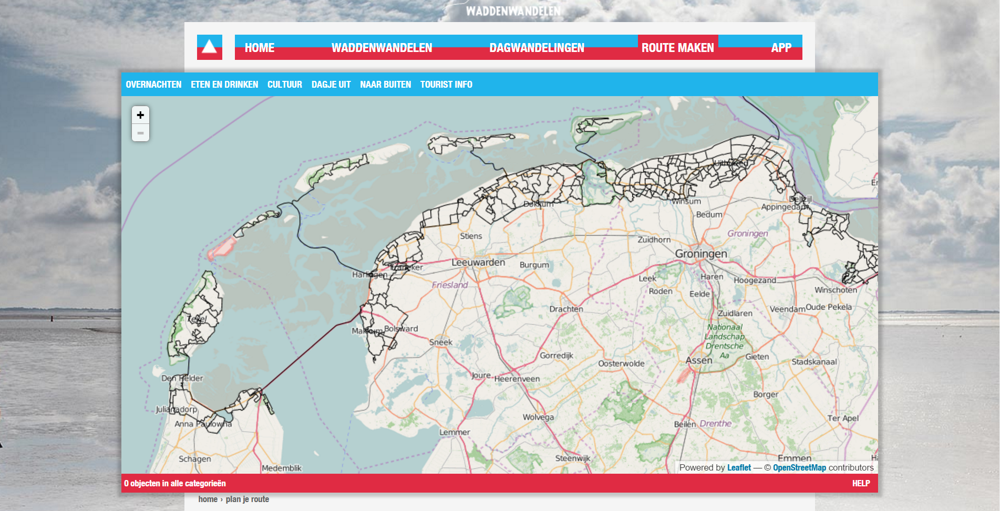 WADDENWANDELEN
HOME WADDENWANDELEN DAGWANDELINGEN ROUTE MAKEN APP
OVERNACHTEN ETEN EN DRINKEN CULTUUR DAGJE UIT NAAR BUITEN TOURIST INFO
+
-
Dokkum
Winsum
Appingedam
Bedum
Groningen
Stiens
Zuidhorn
Groningen
Leeuwarden
Burgum
Franeker
Harlingen
Leek
Haren
Hoogezand
Friesland
Roden
Eelde
Winschoten
Drachten
Zuidlaren
Veendam
Oude Pekela
Texel
Makkum
Bolsward
Nationaal
Landschap
Drentsche
Aa
Sneek
Gorredijk
Oosterwolde
Assen
Gieten
Stadskanaal
Den Helder
Joure
Heerenveen
Borger
Julianadorp
Anna Paulowna
Wolvega
Beilen
Drenthe
Ter Apel
Lemmer
Schagen
Medemblik
Steenwijk
Emmen
Powered by Leaflet — © OpenStreetMap contributors
0 objecten in alle categorieën HELP
home › plan je route